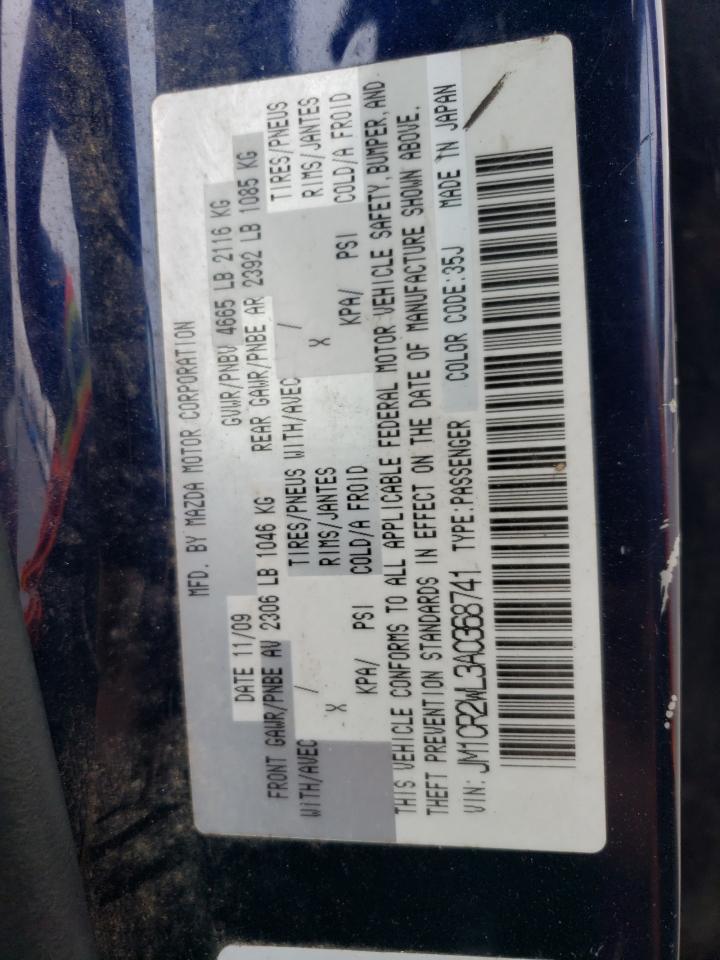 MFD. BY MAZDA MOTOR CORPORATION
DATE 11/09 GVWR/PNBV 4665 LB 2116 KG
FRONT GAWR/PNBE AV 2306 LB 1046 KG REAR GAWR/PNBE AR 2392 LB 1085 KG
WITH/AVEC / TIRES/PNEUS WITH/AVEC / TIRES/PNEUS
X RIMS/JANTES X RIMS/JANTES
KPA/ PSI COLD/A FROID KPA/ PSI COLD/A FROID
THIS VEHICLE CONFORMS TO ALL APPLICABLE FEDERAL MOTOR VEHICLE SAFETY, BUMPER, AND
THEFT PREVENTION STANDARDS IN EFFECT ON THE DATE OF MANUFACTURE SHOWN ABOVE.
VIN: JM1CR2WL3A0368741 TYPE:PASSENGER COLOR CODE:35J MADE IN JAPAN